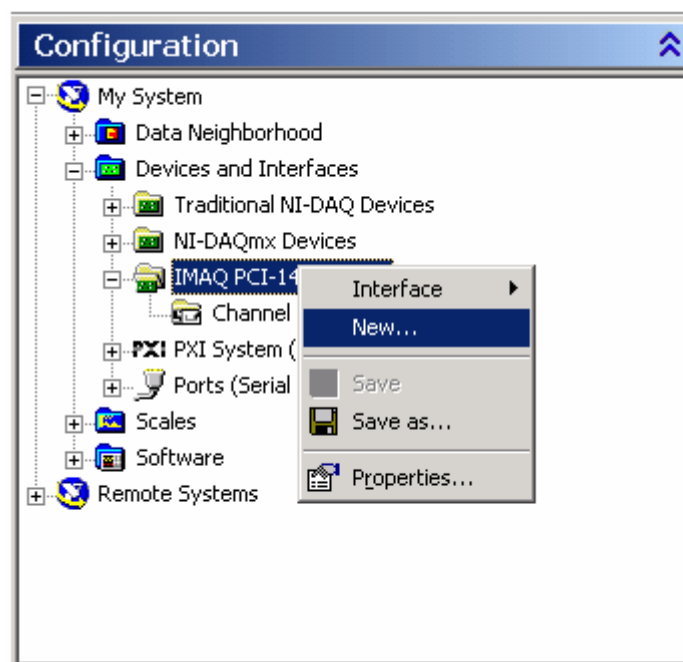 Configuration
My System
Data Neighborhood
Devices and Interfaces
Traditional NI-DAQ Devices
NI-DAQmx Devices
IMAQ PCI-14
Interface
Channel
New...
PXI PXI System (
Save
Ports (Serial
Save as...
Scales
Software
Properties...
Remote Systems